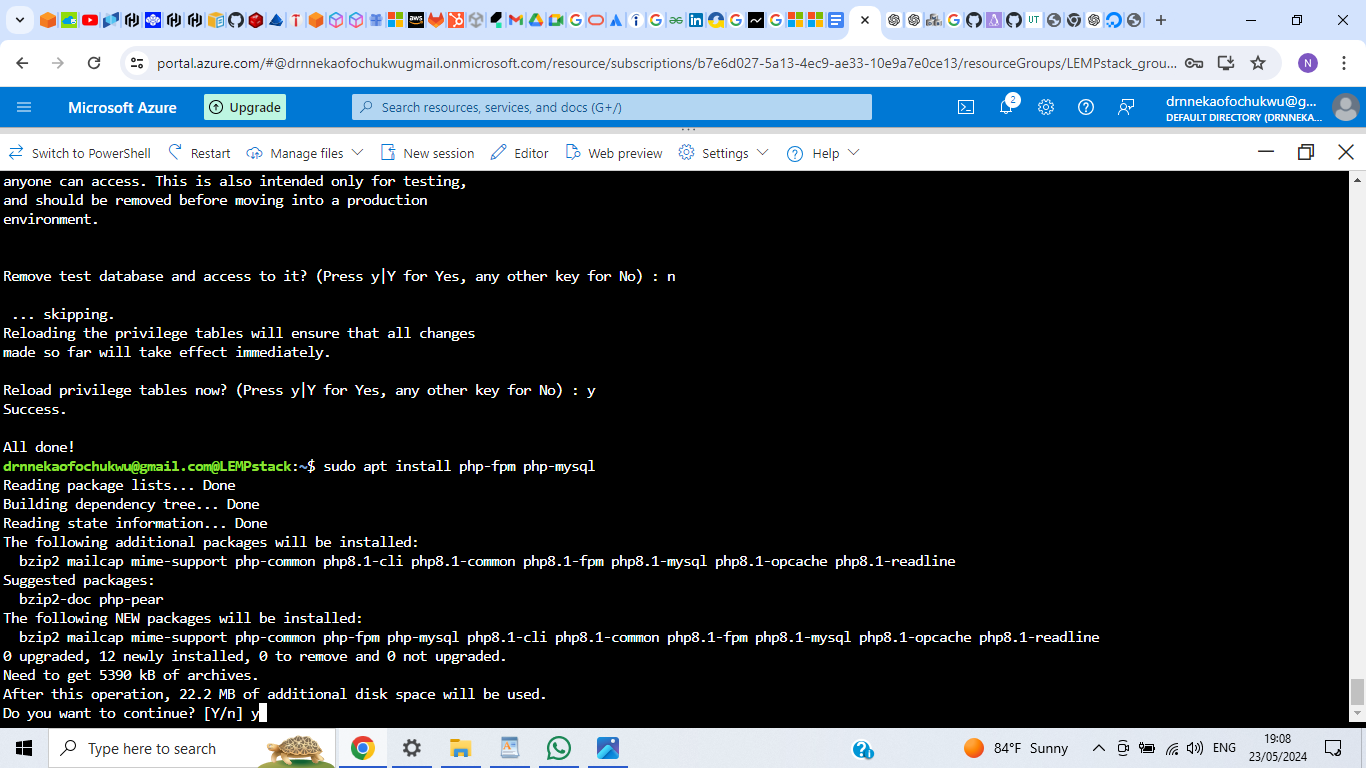 portal.azure.com/#@drnnekaofochukwugmail.onmicrosoft.com/resource/subscriptions/b7e6d027-5a13-4ec9-ae33-10e9a7e0ce13/resourceGroups/LEMPstack_grou...
N
Microsoft Azure
Upgrade
Search resources, services, and docs (G+/)
2
drnnekaofochukwu@g...
DEFAULT DIRECTORY (DRNNEKA...
Switch to PowerShell Restart Manage files New session Editor Web preview Settings Help
anyone can access. This is also intended only for testing,
and should be removed before moving into a production
environment.
Remove test database and access to it? (Press y|Y for Yes, any other key for No) : n
... skipping.
Reloading the privilege tables will ensure that all changes
made so far will take effect immediately.
Reload privilege tables now? (Press y|Y for Yes, any other key for No) : y
Success.
All done!
drnnekaofochukwu@gmail.com@LEMPstack:~$ sudo apt install php-fpm php-mysql
Reading package lists... Done
Building dependency tree... Done
Reading state information... Done
The following additional packages will be installed:
bzip2 mailcap mime-support php-common php8.1-cli php8.1-common php8.1-fpm php8.1-mysql php8.1-opcache php8.1-readline
Suggested packages:
bzip2-doc php-pear
The following NEW packages will be installed:
bzip2 mailcap mime-support php-common php-fpm php-mysql php8.1-cli php8.1-common php8.1-fpm php8.1-mysql php8.1-opcache php8.1-readline
0 upgraded, 12 newly installed, 0 to remove and 0 not upgraded.
Need to get 5390 kB of archives.
After this operation, 22.2 MB of additional disk space will be used.
Do you want to continue? [Y/n] y
Type here to search
84°F Sunny
ENG
19:08
23/05/2024